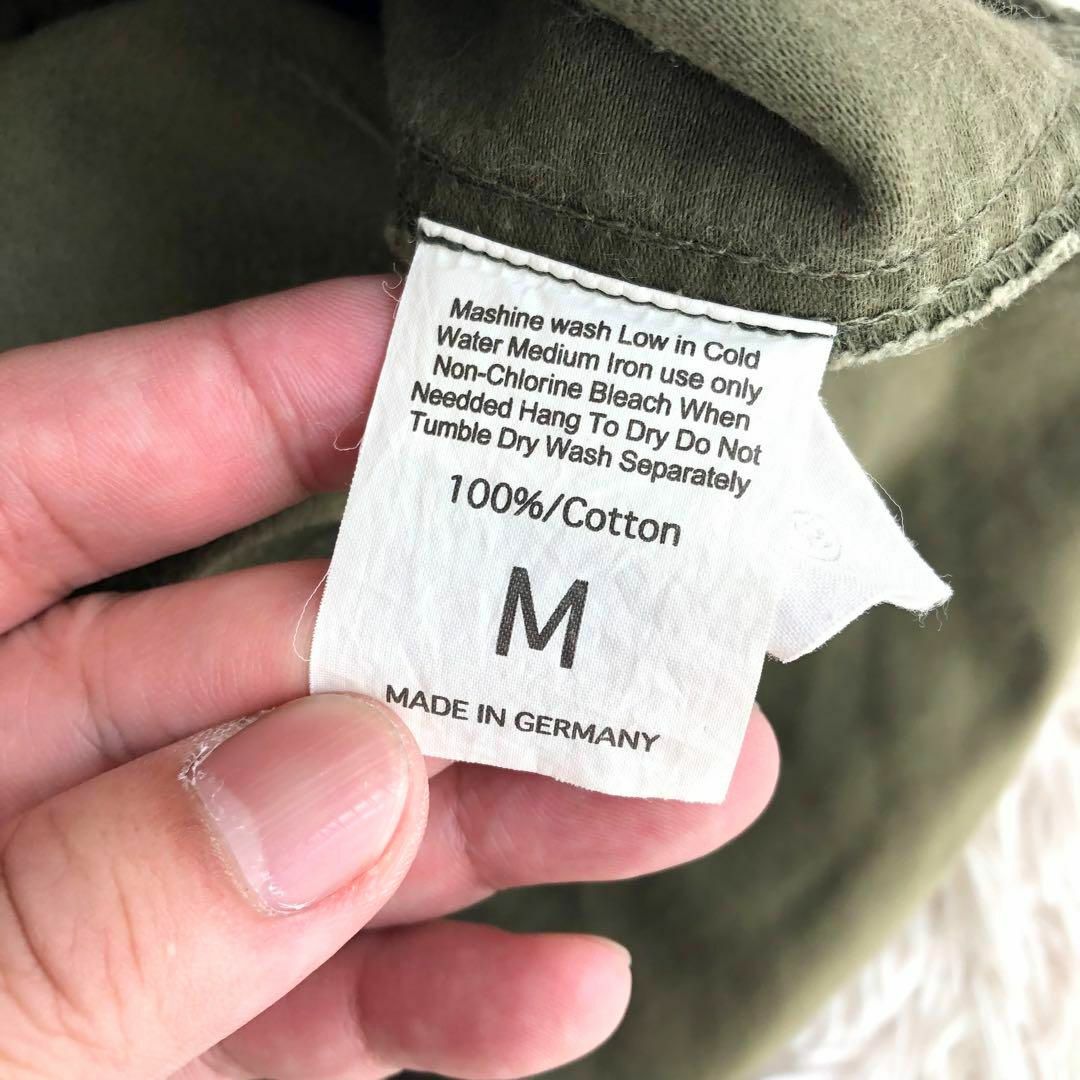 Mashine wash Low in Cold
Water Medium Iron use only
Non-Chlorine Bleach When
Needded Hang To Dry Do Not
Tumble Dry Wash Separately
100%/Cotton
M
MADE IN GERMANY